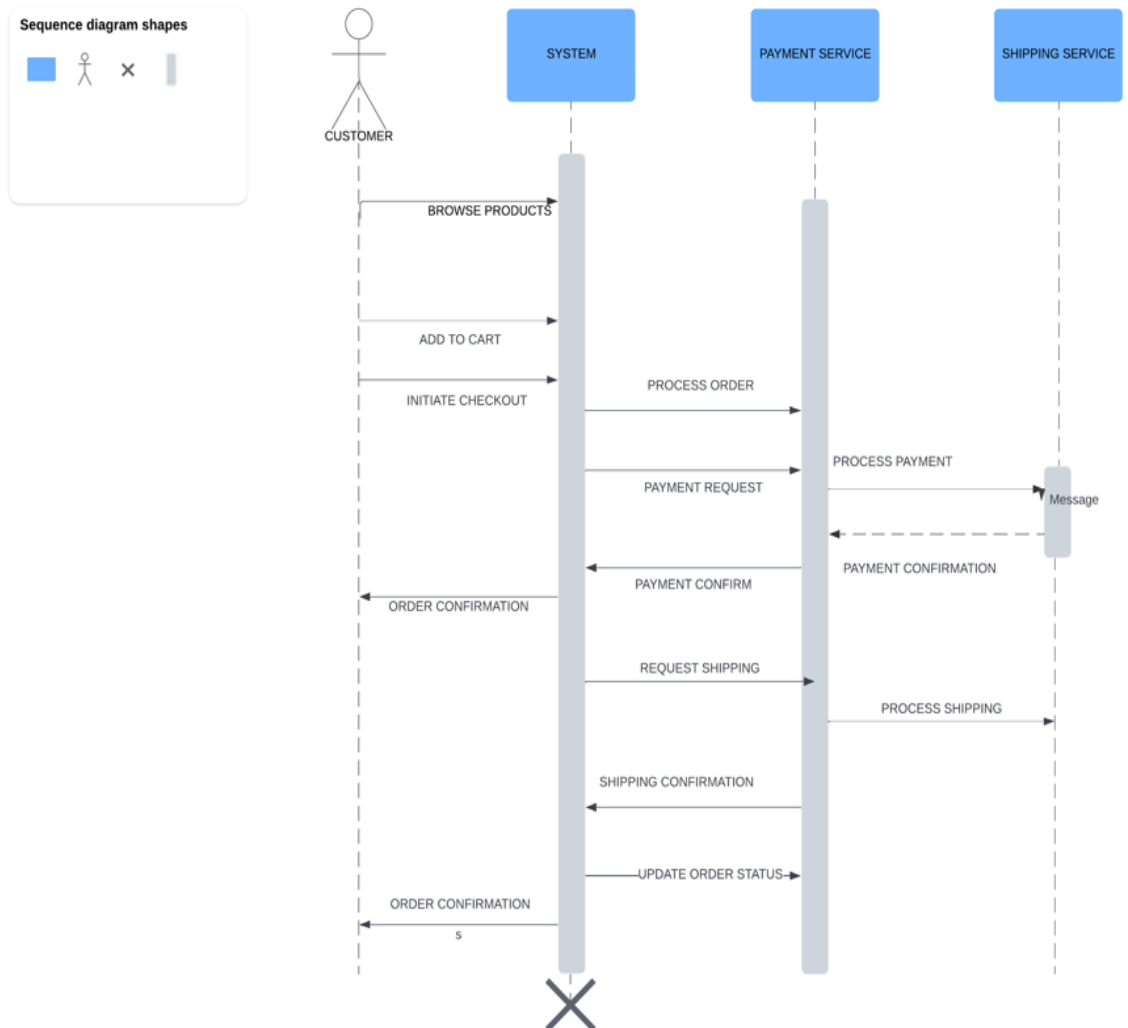 Sequence diagram shapes
SYSTEM
PAYMENT SERVICE
SHIPPING SERVICE
CUSTOMER
BROWSE PRODUCTS
ADD TO CART
INITIATE CHECKOUT
PROCESS ORDER
PROCESS PAYMENT
PAYMENT REQUEST
Message
PAYMENT CONFIRMATION
PAYMENT CONFIRM
ORDER CONFIRMATION
REQUEST SHIPPING
PROCESS SHIPPING
SHIPPING CONFIRMATION
UPDATE ORDER STATUS
ORDER CONFIRMATION
s